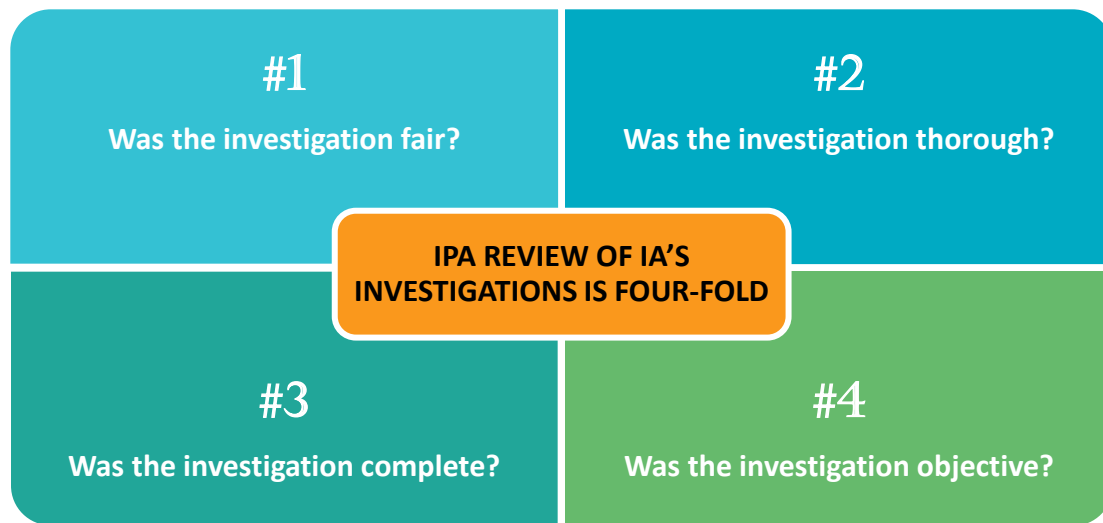 #1
Was the investigation fair?
#2
Was the investigation thorough?
IPA REVIEW OF IA'S
INVESTIGATIONS IS FOUR-FOLD
#3
Was the investigation complete?
#4
Was the investigation objective?